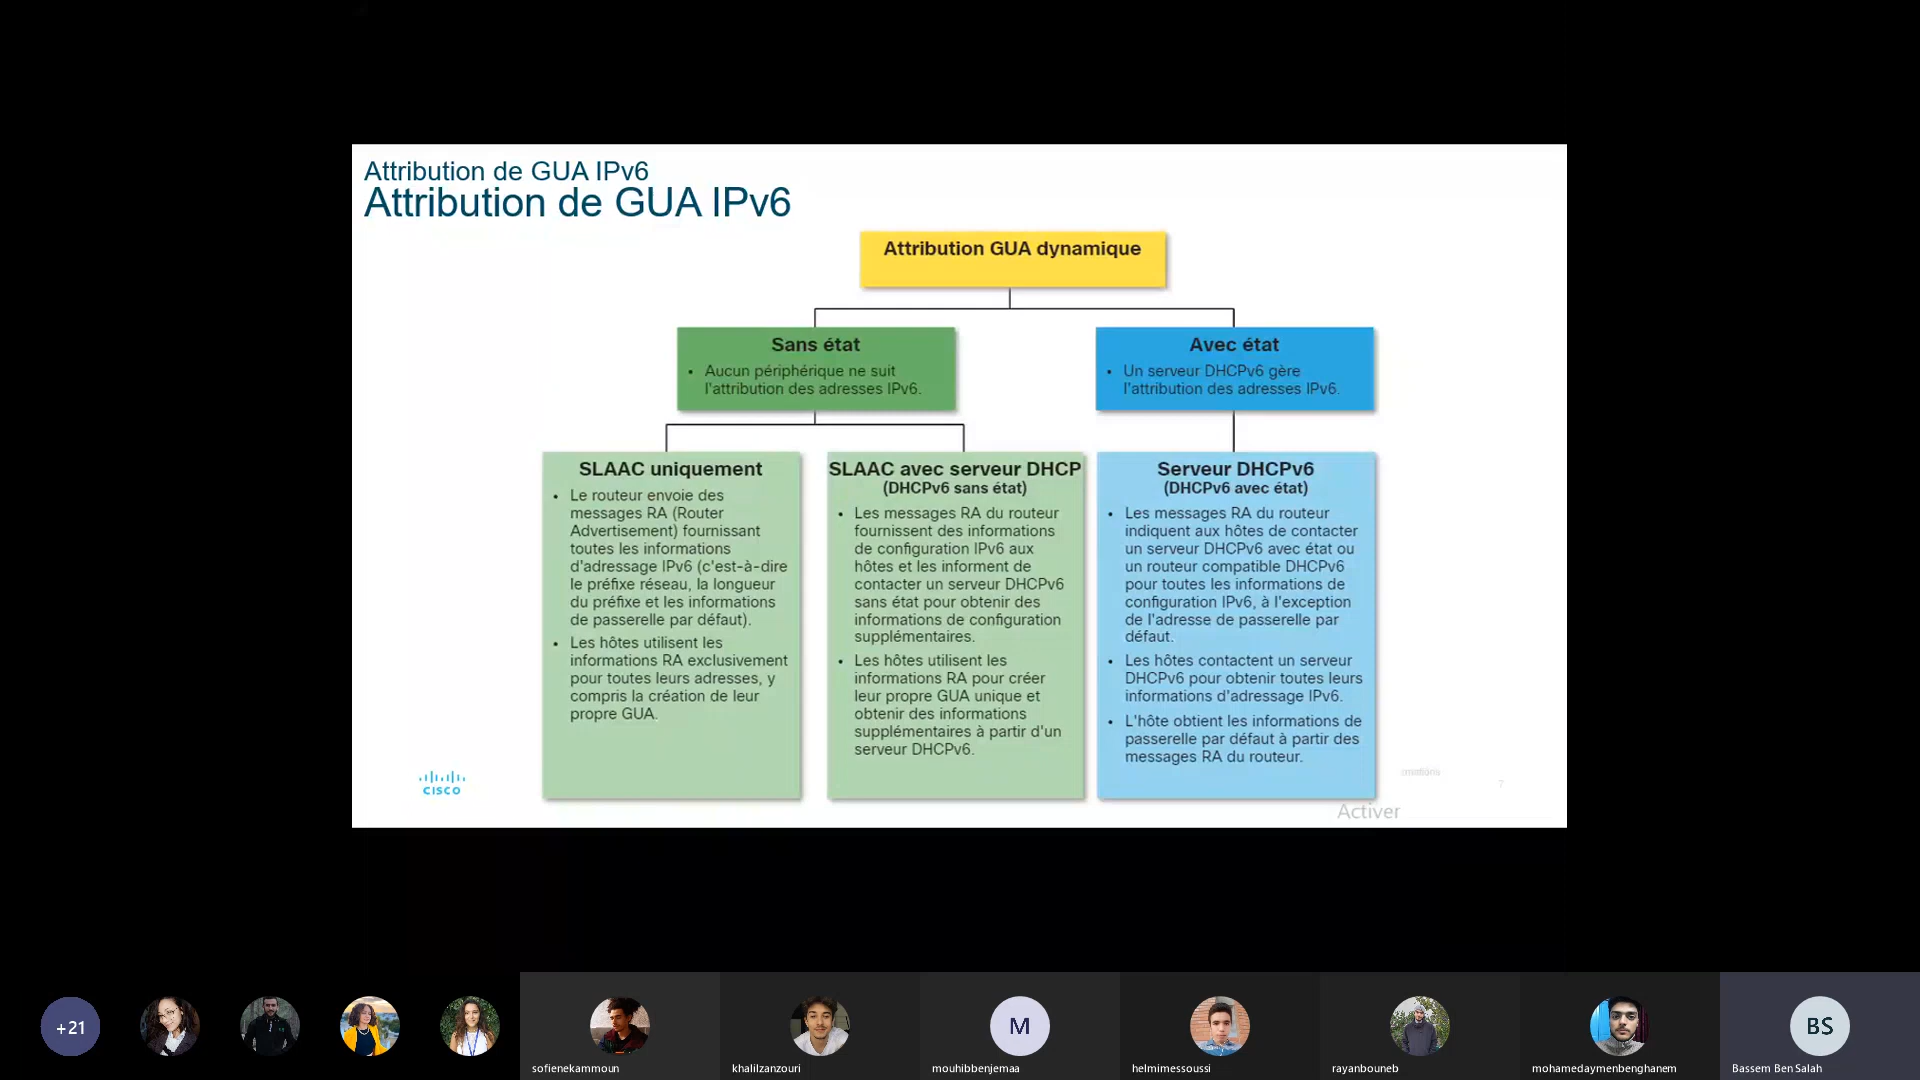 Attribution de GUA IPv6
Attribution de GUA IPv6
Attribution GUA dynamique
Sans état
• Aucun périphérique ne suit
l'attribution des adresses IPv6.
Avec état
• Un serveur DHCPv6 gère
l'attribution des adresses IPv6.
SLAAC uniquement
• Le routeur envoie des
messages RA (Router
Advertisement) fournissant
toutes les informations
d'adressage IPv6 (c'est-à-dire
le préfixe réseau, la longueur
du préfixe et les informations
de passerelle par défaut).
• Les hôtes utilisent les
informations RA exclusivement
pour toutes leurs adresses, y
compris la création de leur
propre GUA.
SLAAC avec serveur DHCP
(DHCPv6 sans état)
• Les messages RA du routeur
fournissent des informations
de configuration IPv6 aux
hôtes et les informent de
contacter un serveur DHCPv6
sans état pour obtenir des
informations de configuration
supplémentaires.
• Les hôtes utilisent les
informations RA pour créer
leur propre GUA unique et
obtenir des informations
supplémentaires à partir d'un
serveur DHCPv6.
Serveur DHCPv6
(DHCPv6 avec état)
• Les messages RA du routeur
indiquent aux hôtes de contacter
un serveur DHCPv6 avec état ou
un routeur compatible DHCPv6
pour toutes les informations de
configuration IPv6, à l'exception
de l'adresse de passerelle par
défaut.
• Les hôtes contactent un serveur
DHCPv6 pour obtenir toutes leurs
informations d'adressage IPv6.
• L'hôte obtient les informations de
passerelle par défaut à partir des
messages RA du routeur.
CISCO
7
Activer
+21
M
BS
sofienekammoun
khalilzanzouri
mouhibbenjemaa
helmimessoussi
rayanbouneb
mohamedaymenbenghanem
Bassem Ben Salah